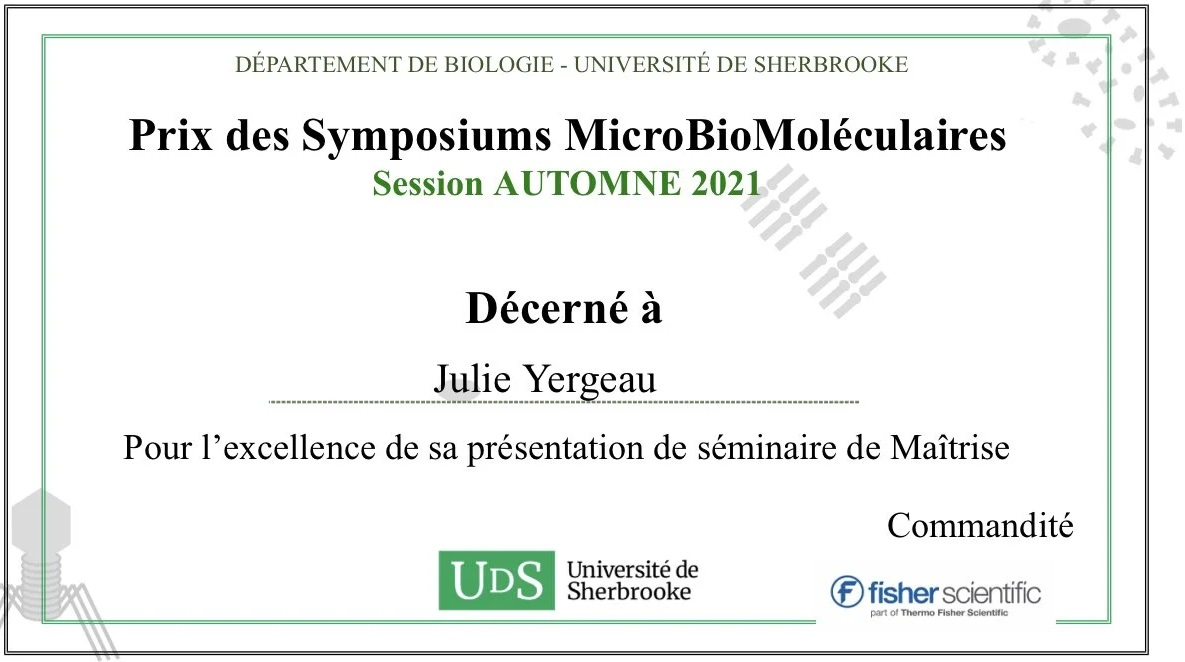 DÉPARTEMENT DE BIOLOGIE - UNIVERSITÉ DE SHERBROOKE
Prix des Symposiums MicroBioMoléculaires
Session AUTOMNE 2021
Décerné à
Julie Yergeau
Pour l’excellence de sa présentation de séminaire de Maîtrise
Commandité
UDS Université de
Sherbrooke
fisher scientific
part of Thermo Fisher Scientific